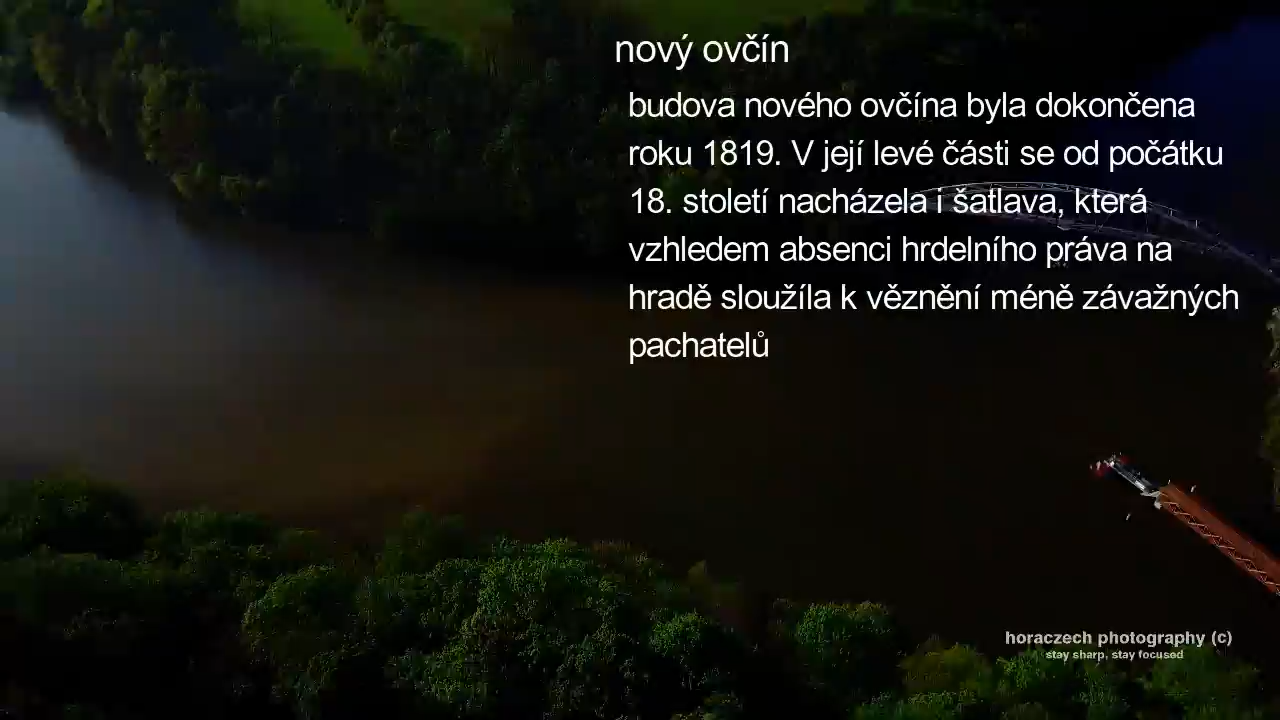 nový ovčín
budova nového ovčína byla dokončena
roku 1819. V její levé části se od počátku
18. století nacházela i šatlava, která
vzhledem absenci hrdelního práva na
hradě sloužíla k věznění méně závažných
pachatelů
horaczech photography (c)
stay sharp, stay focused